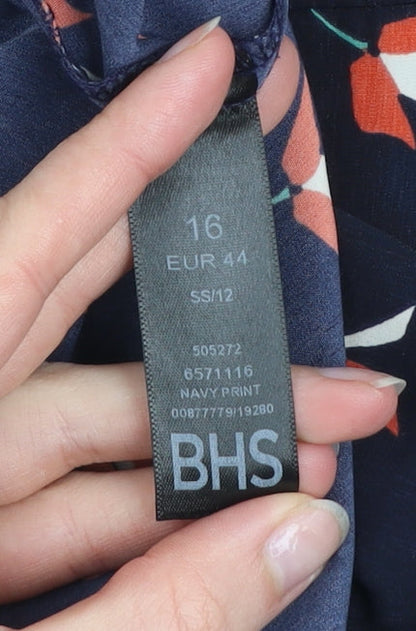 16
EUR 44
SS/12
505272
6571116
NAVY PRINT
00877779/19280
BHS